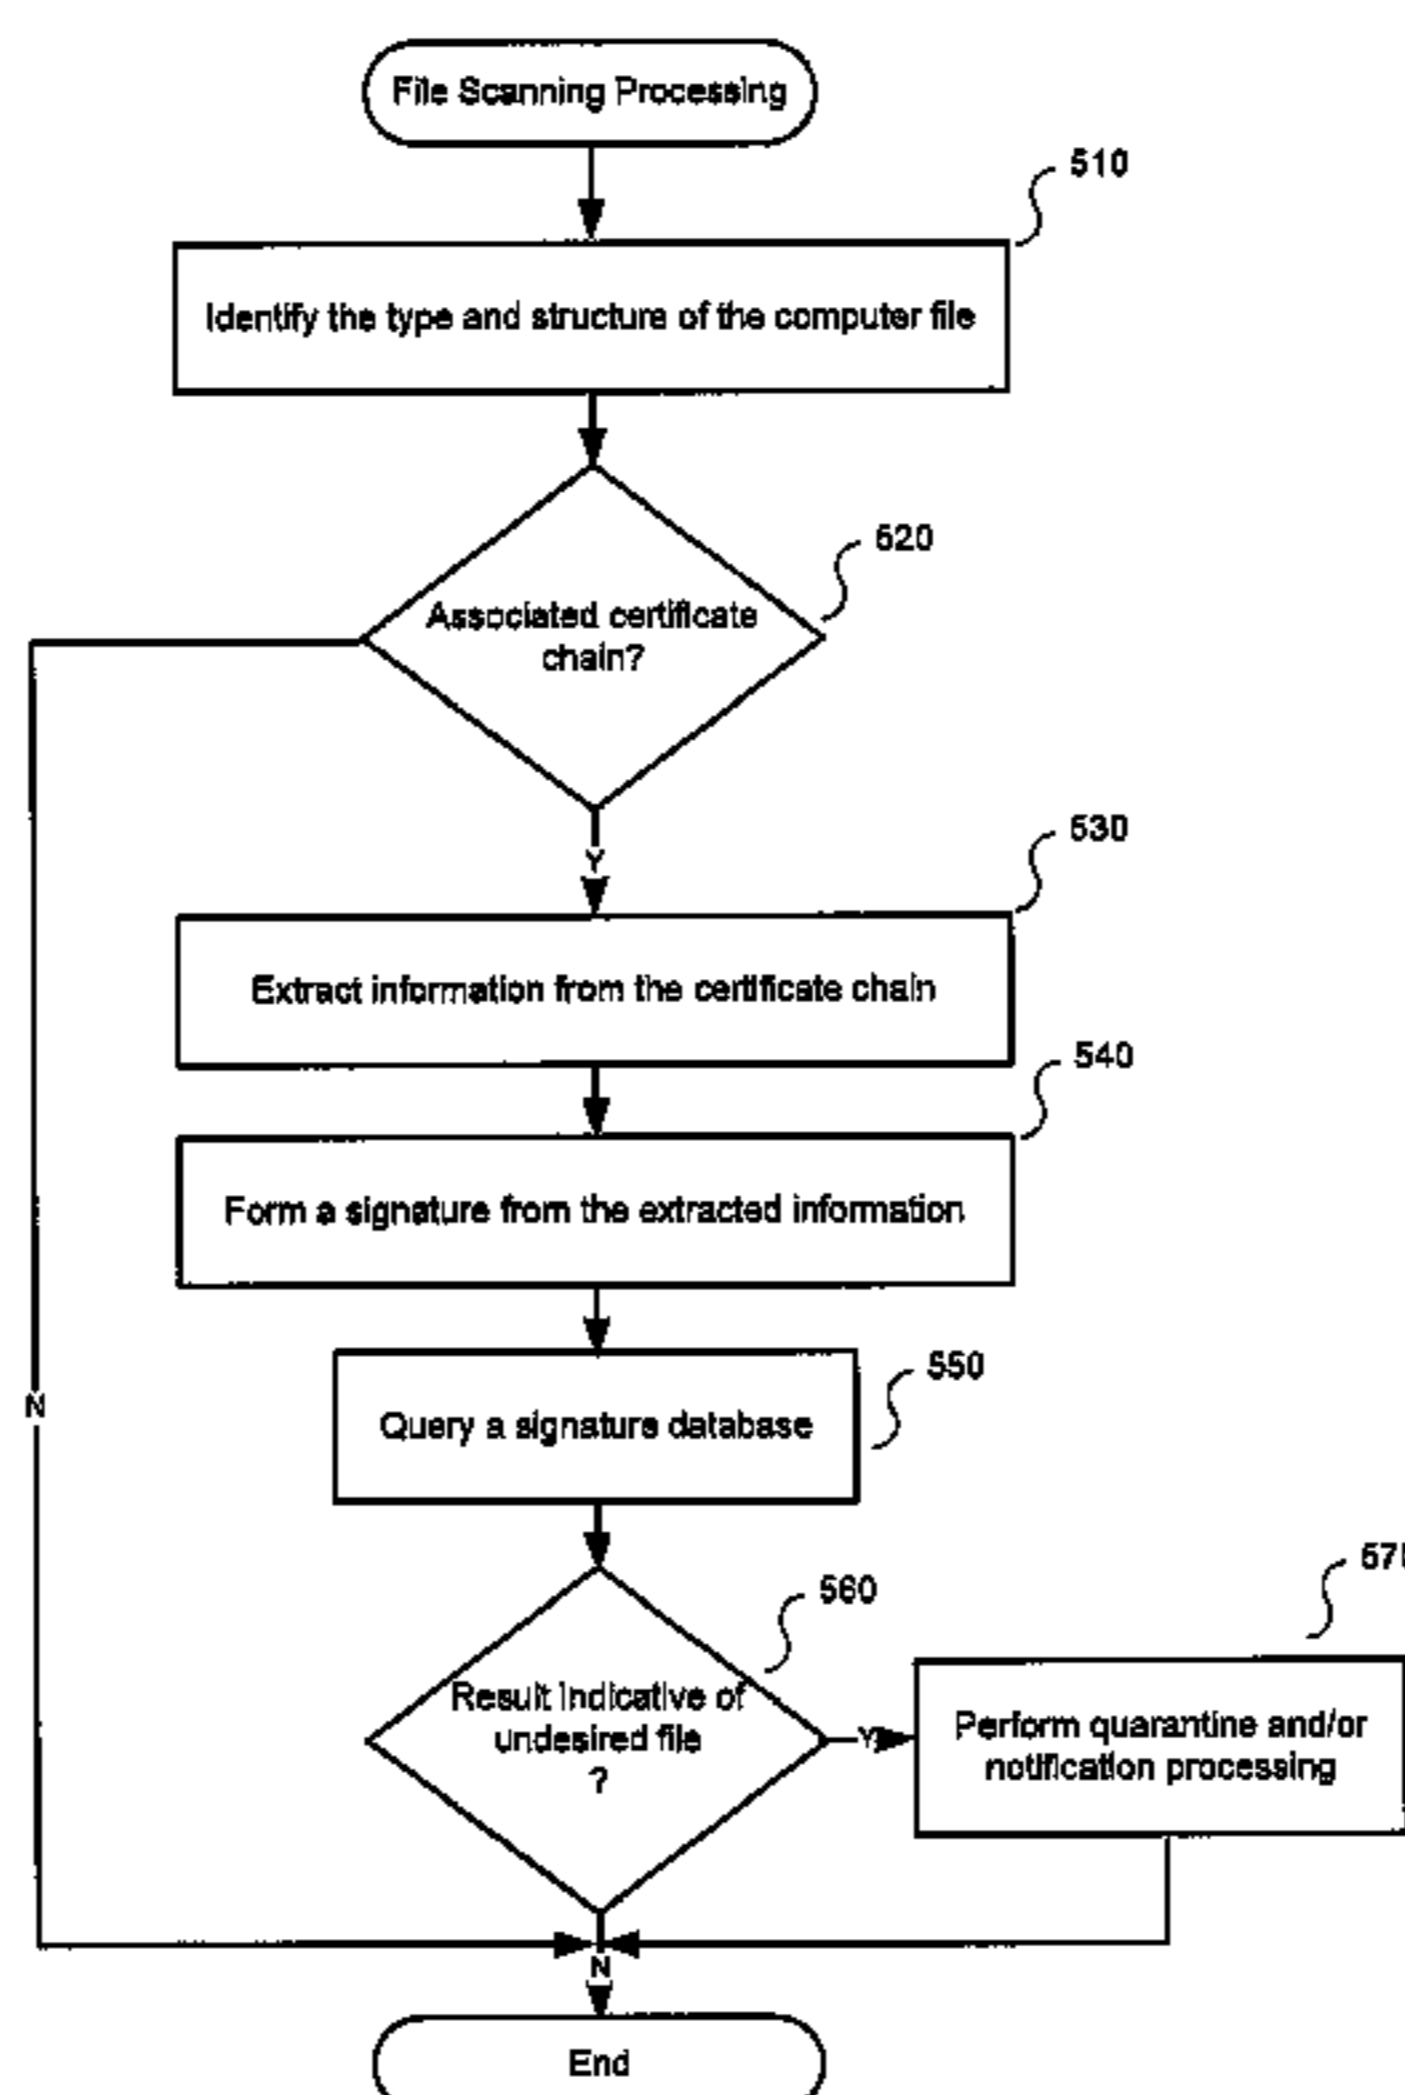 File Scanning Processing
510
Identify the type and structure of the computer file
520
Associated certificate
chain?
Y
530
Extract information from the certificate chain
540
Form a signature from the extracted information
550
Query a signature database
N
560
Result indicative of
undesired file
?
Y
Perform quarantine and/or
notification processing
N
End